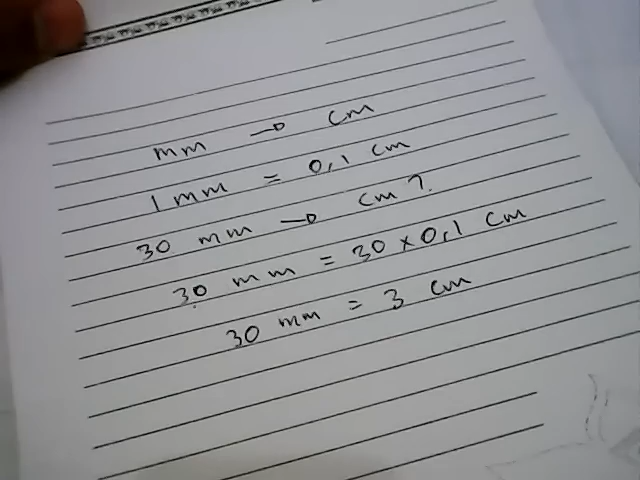 mm → cm
1 mm = 0,1 cm
30 mm → cm?
30 mm = 30 × 0,1 cm
30 mm = 3 cm